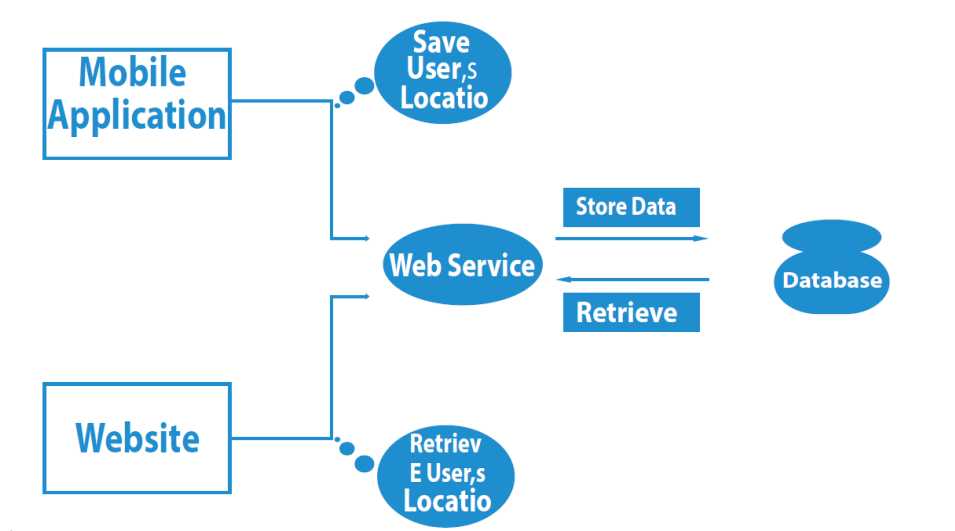 Mobile
Application
Save
User,s
Locatio
Store Data
Web Service
Database
Retrieve
Website
Retriev
E User,s
Locatio